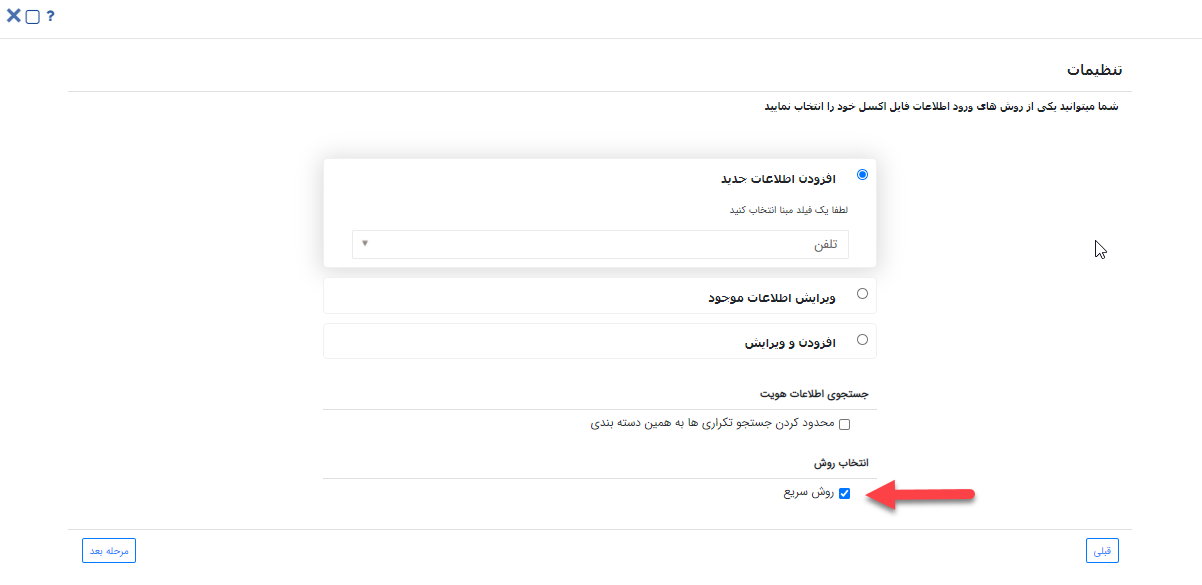 ?
تنظیمات
شما میتوانید یکی از روش های ورود اطلاعات فایل اکسل خود را انتخاب نمایید
افزودن اطلاعات جدید
لطفا یک فیلد مبنا انتخاب کنید
تلفن
ویرایش اطلاعات موجود
افزودن و ویرایش
جستجوی اطلاعات هویت
محدود کردن جستجو تکراری ها به همین دسته بندی
انتخاب روش
روش سریع
قبلی
مرحله بعد